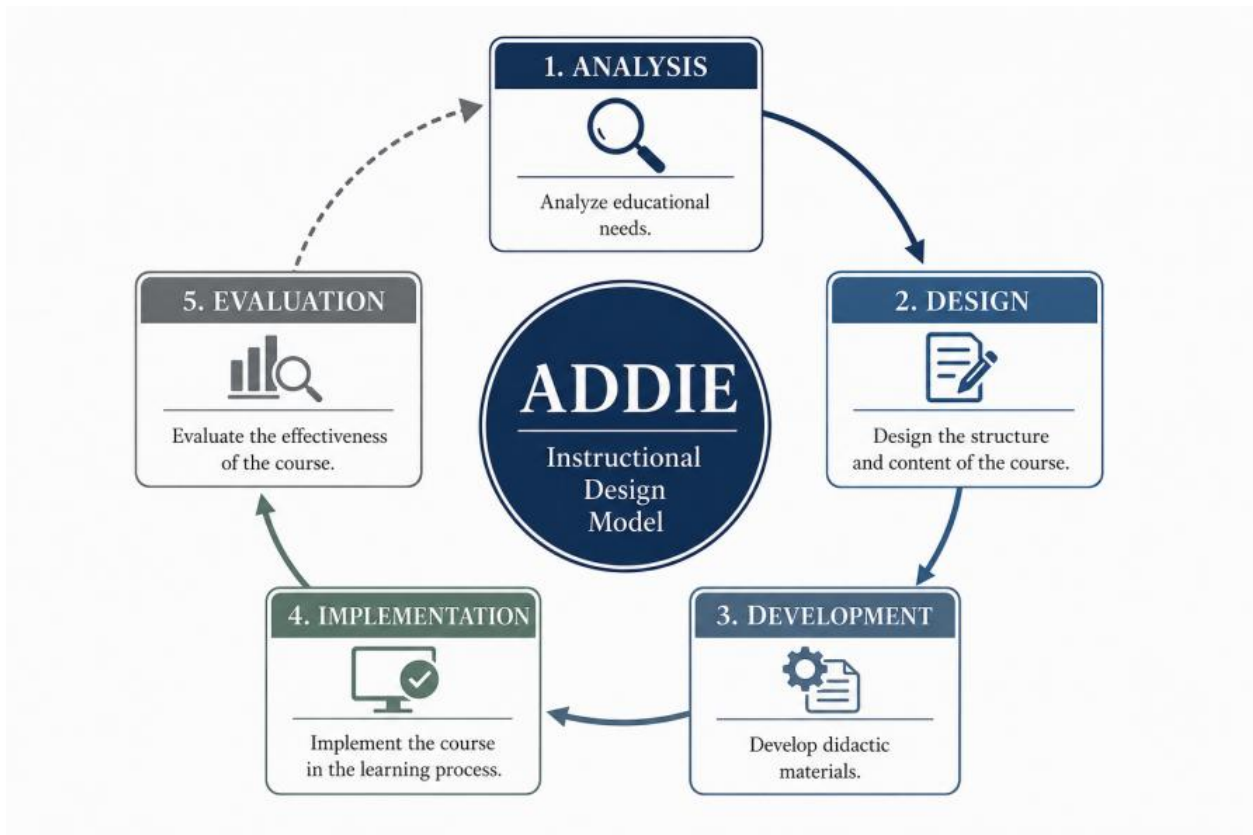 1. ANALYSIS
Analyze educational
needs.
2. DESIGN
Design the structure
and content of the course.
3. DEVELOPMENT
Develop didactic
materials.
4. IMPLEMENTATION
Implement the course
in the learning process.
5. EVALUATION
Evaluate the effectiveness
of the course.
ADDIE
Instructional
Design
Model